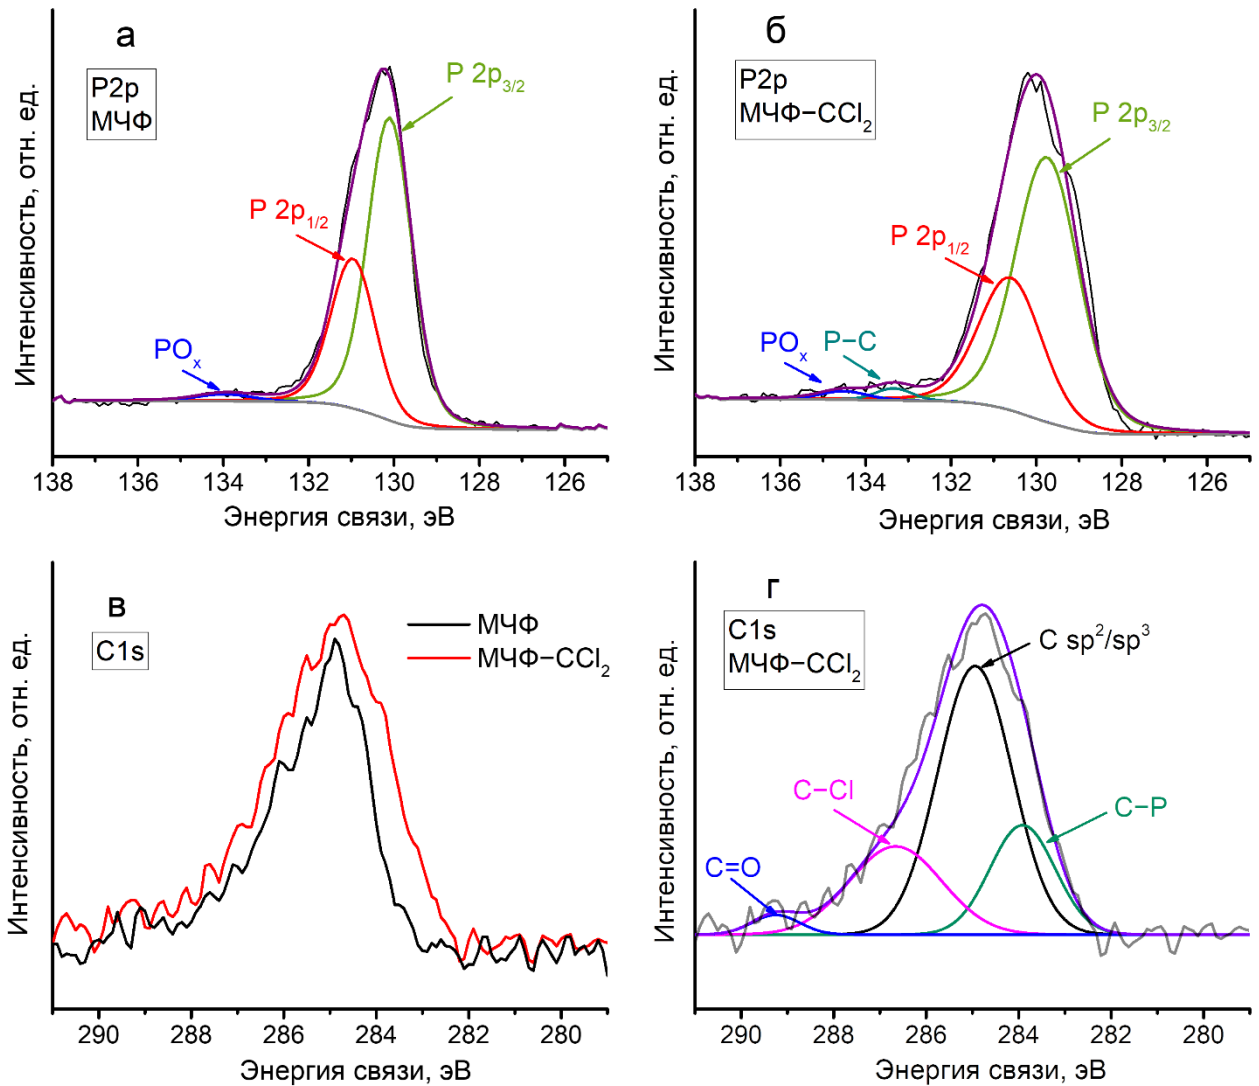 а
P2p
МЧФ
P 2p3/2
P 2p1/2
POx
Интенсивность, отн. ед.
138 136 134 132 130 128 126
Энергия связи, эВ
б
P2p
МЧФ−CCl2
P 2p3/2
P 2p1/2
P−C
POx
Интенсивность, отн. ед.
138 136 134 132 130 128 126
Энергия связи, эВ
в
C1s
МЧФ
МЧФ−CCl2
Интенсивность, отн. ед.
290 288 286 284 282 280
Энергия связи, эВ
г
C1s
МЧФ−CCl2
C sp2/sp3
C−Cl
C−P
C=O
Интенсивность, отн. ед.
290 288 286 284 282 280
Энергия связи, эВ